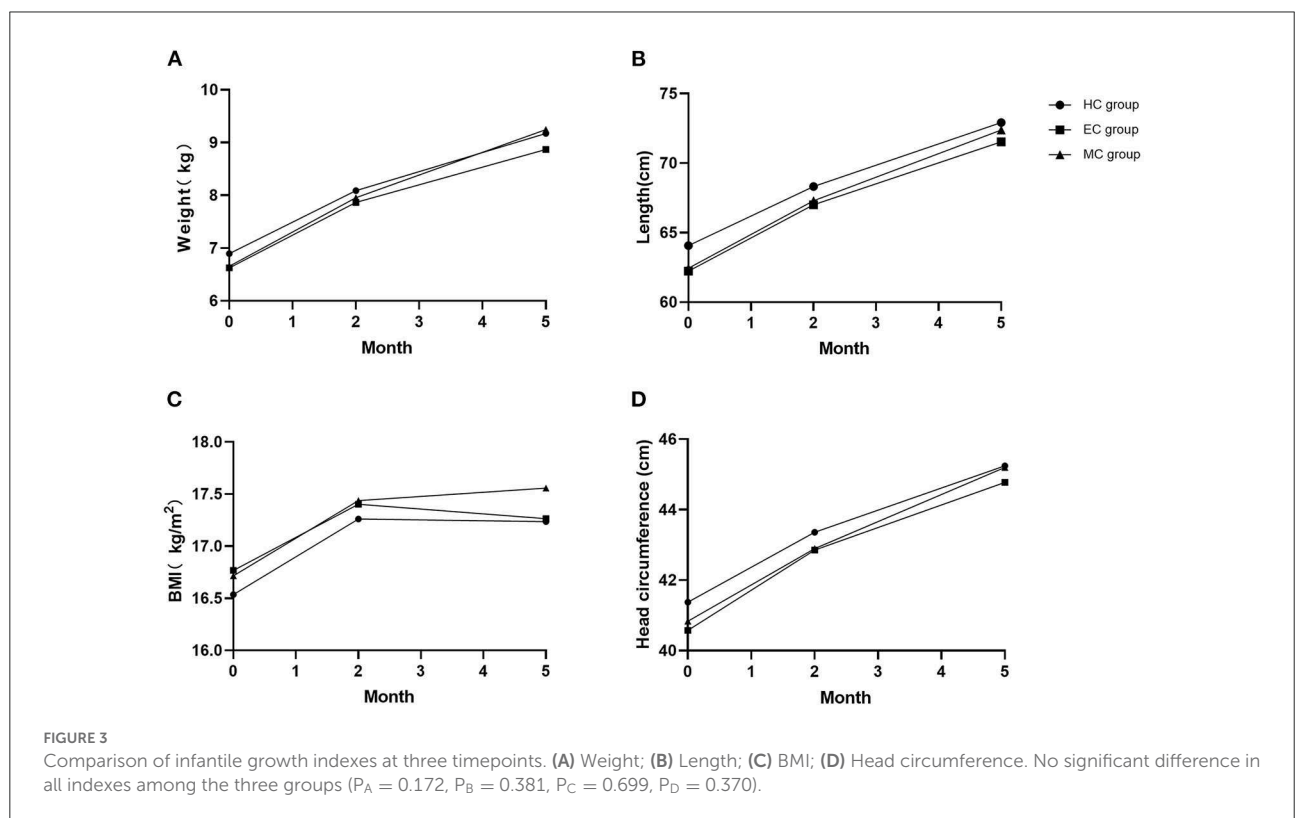 A
Weight( kg)
10
9
8
7
6
0 1 2 3 4 5
Month
B
Length(cm)
75
70
65
60
0 1 2 3 4 5
Month
HC group
EC group
MC group
C
BMI( kg/m²)
18.0
17.5
17.0
16.5
16.0
0 1 2 3 4 5
Month
D
Head circumference (cm)
46
44
42
40
0 1 2 3 4 5
Month
FIGURE 3
Comparison of infantile growth indexes at three timepoints. (A) Weight; (B) Length; (C) BMI; (D) Head circumference. No significant difference in
all indexes among the three groups (P_A = 0.172, P_B = 0.381, P_C = 0.699, P_D = 0.370).